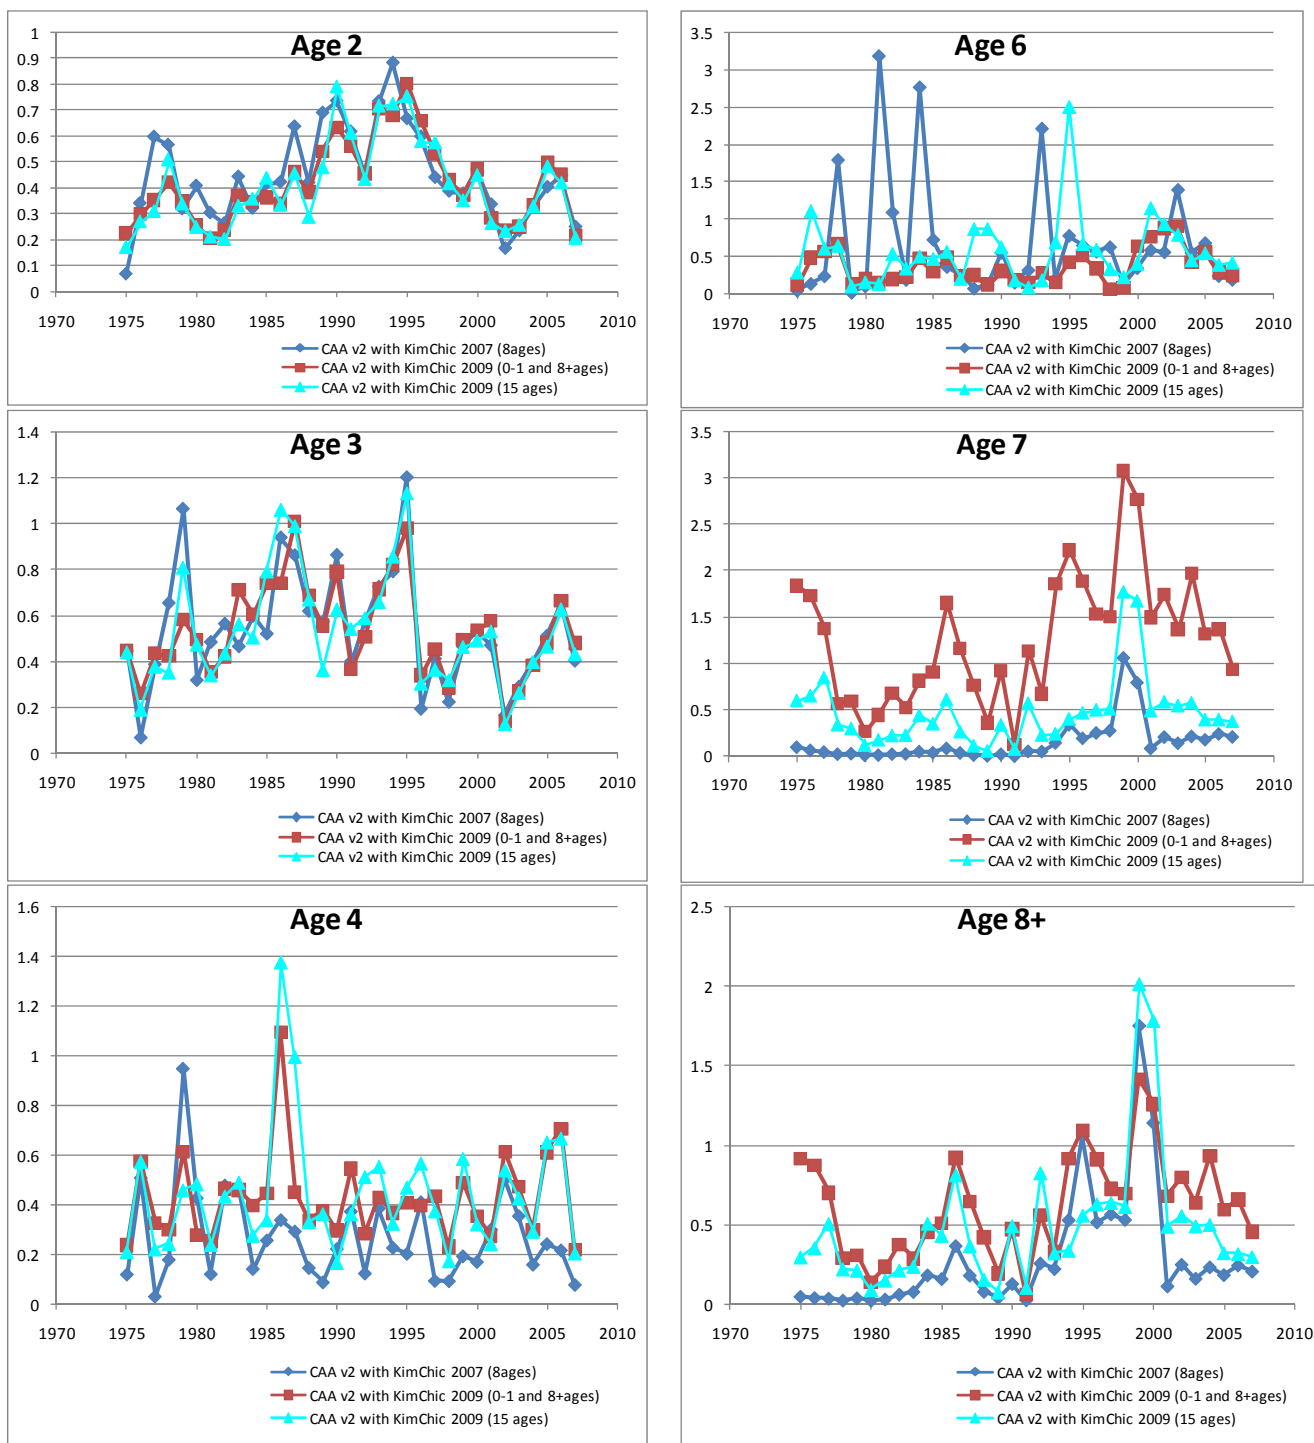 Age 2
1
0.9
0.8
0.7
0.6
0.5
0.4
0.3
0.2
0.1
0
1970 1975 1980 1985 1990 1995 2000 2005 2010
CAA v2 with KimChic 2007 (8ages)
CAA v2 with KimChic 2009 (0-1 and 8+ages)
CAA v2 with KimChic 2009 (15 ages)
Age 6
3.5
3
2.5
2
1.5
1
0.5
0
1970 1975 1980 1985 1990 1995 2000 2005 2010
CAA v2 with KimChic 2007 (8ages)
CAA v2 with KimChic 2009 (0-1 and 8+ages)
CAA v2 with KimChic 2009 (15 ages)
Age 3
1.4
1.2
1
0.8
0.6
0.4
0.2
0
1970 1975 1980 1985 1990 1995 2000 2005 2010
CAA v2 with KimChic 2007 (8ages)
CAA v2 with KimChic 2009 (0-1 and 8+ages)
CAA v2 with KimChic 2009 (15 ages)
Age 7
3.5
3
2.5
2
1.5
1
0.5
0
1970 1975 1980 1985 1990 1995 2000 2005 2010
CAA v2 with KimChic 2007 (8ages)
CAA v2 with KimChic 2009 (0-1 and 8+ages)
CAA v2 with KimChic 2009 (15 ages)
Age 4
1.6
1.4
1.2
1
0.8
0.6
0.4
0.2
0
1970 1975 1980 1985 1990 1995 2000 2005 2010
CAA v2 with KimChic 2007 (8ages)
CAA v2 with KimChic 2009 (0-1 and 8+ages)
CAA v2 with KimChic 2009 (15 ages)
Age 8+
2.5
2
1.5
1
0.5
0
1970 1975 1980 1985 1990 1995 2000 2005 2010
CAA v2 with KimChic 2007 (8ages)
CAA v2 with KimChic 2009 (0-1 and 8+ages)
CAA v2 with KimChic 2009 (15 ages)